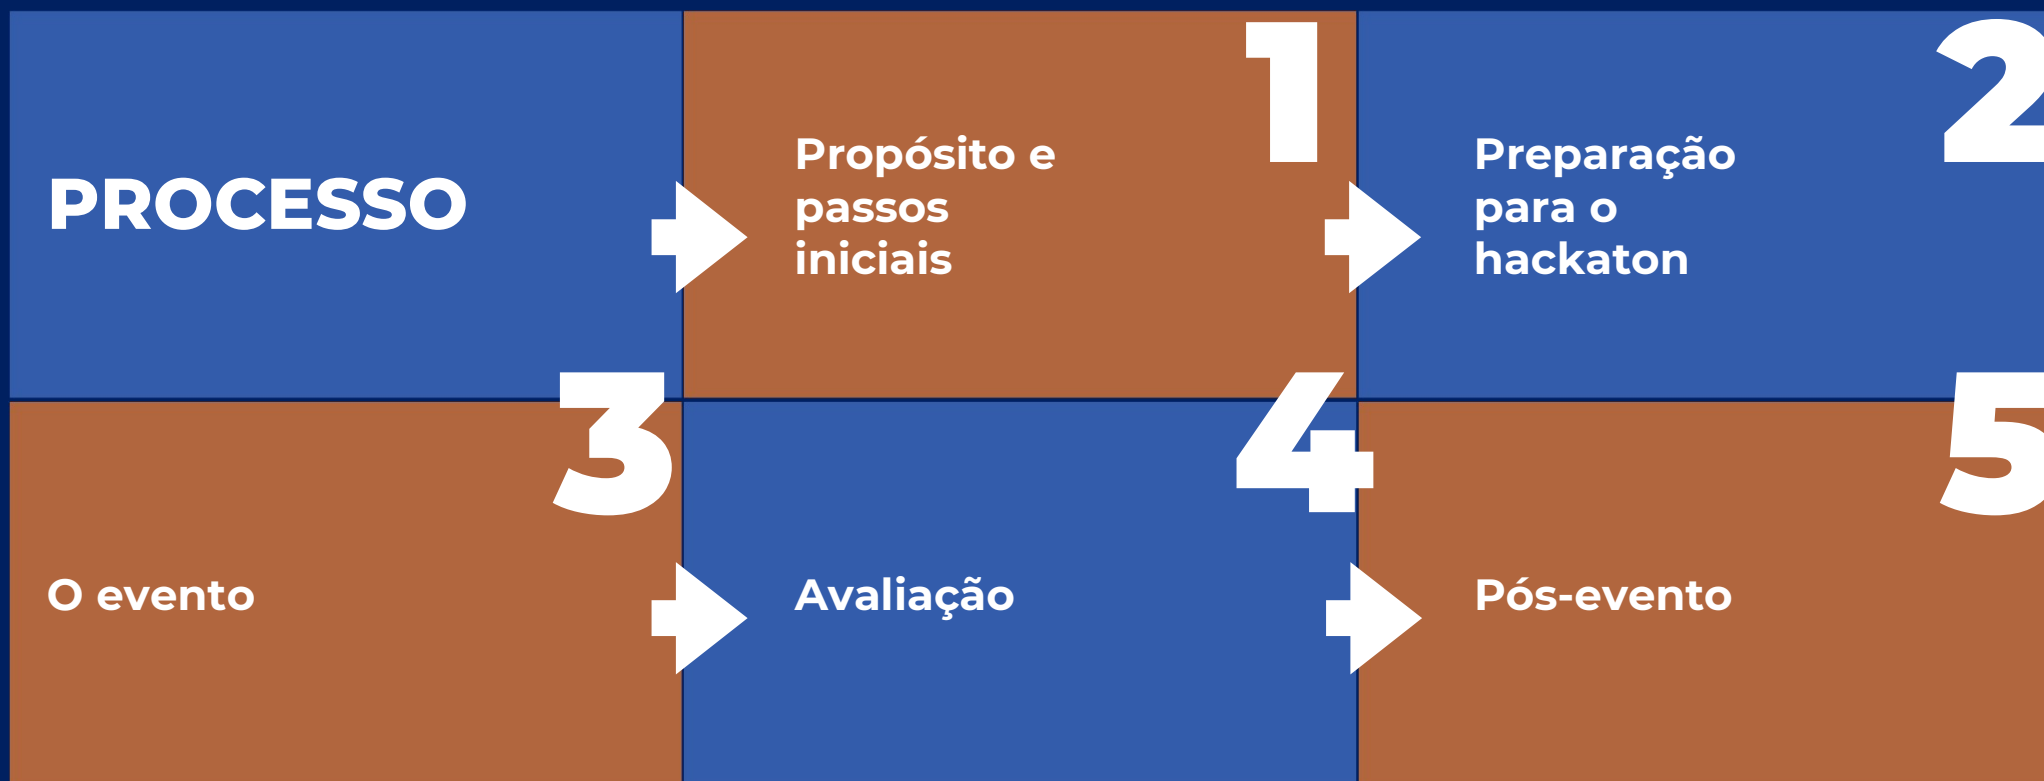 PROCESSO
1
Propósito e
passos
iniciais
2
Preparação
para o
hackaton
3
O evento
4
Avaliação
5
Pós-evento